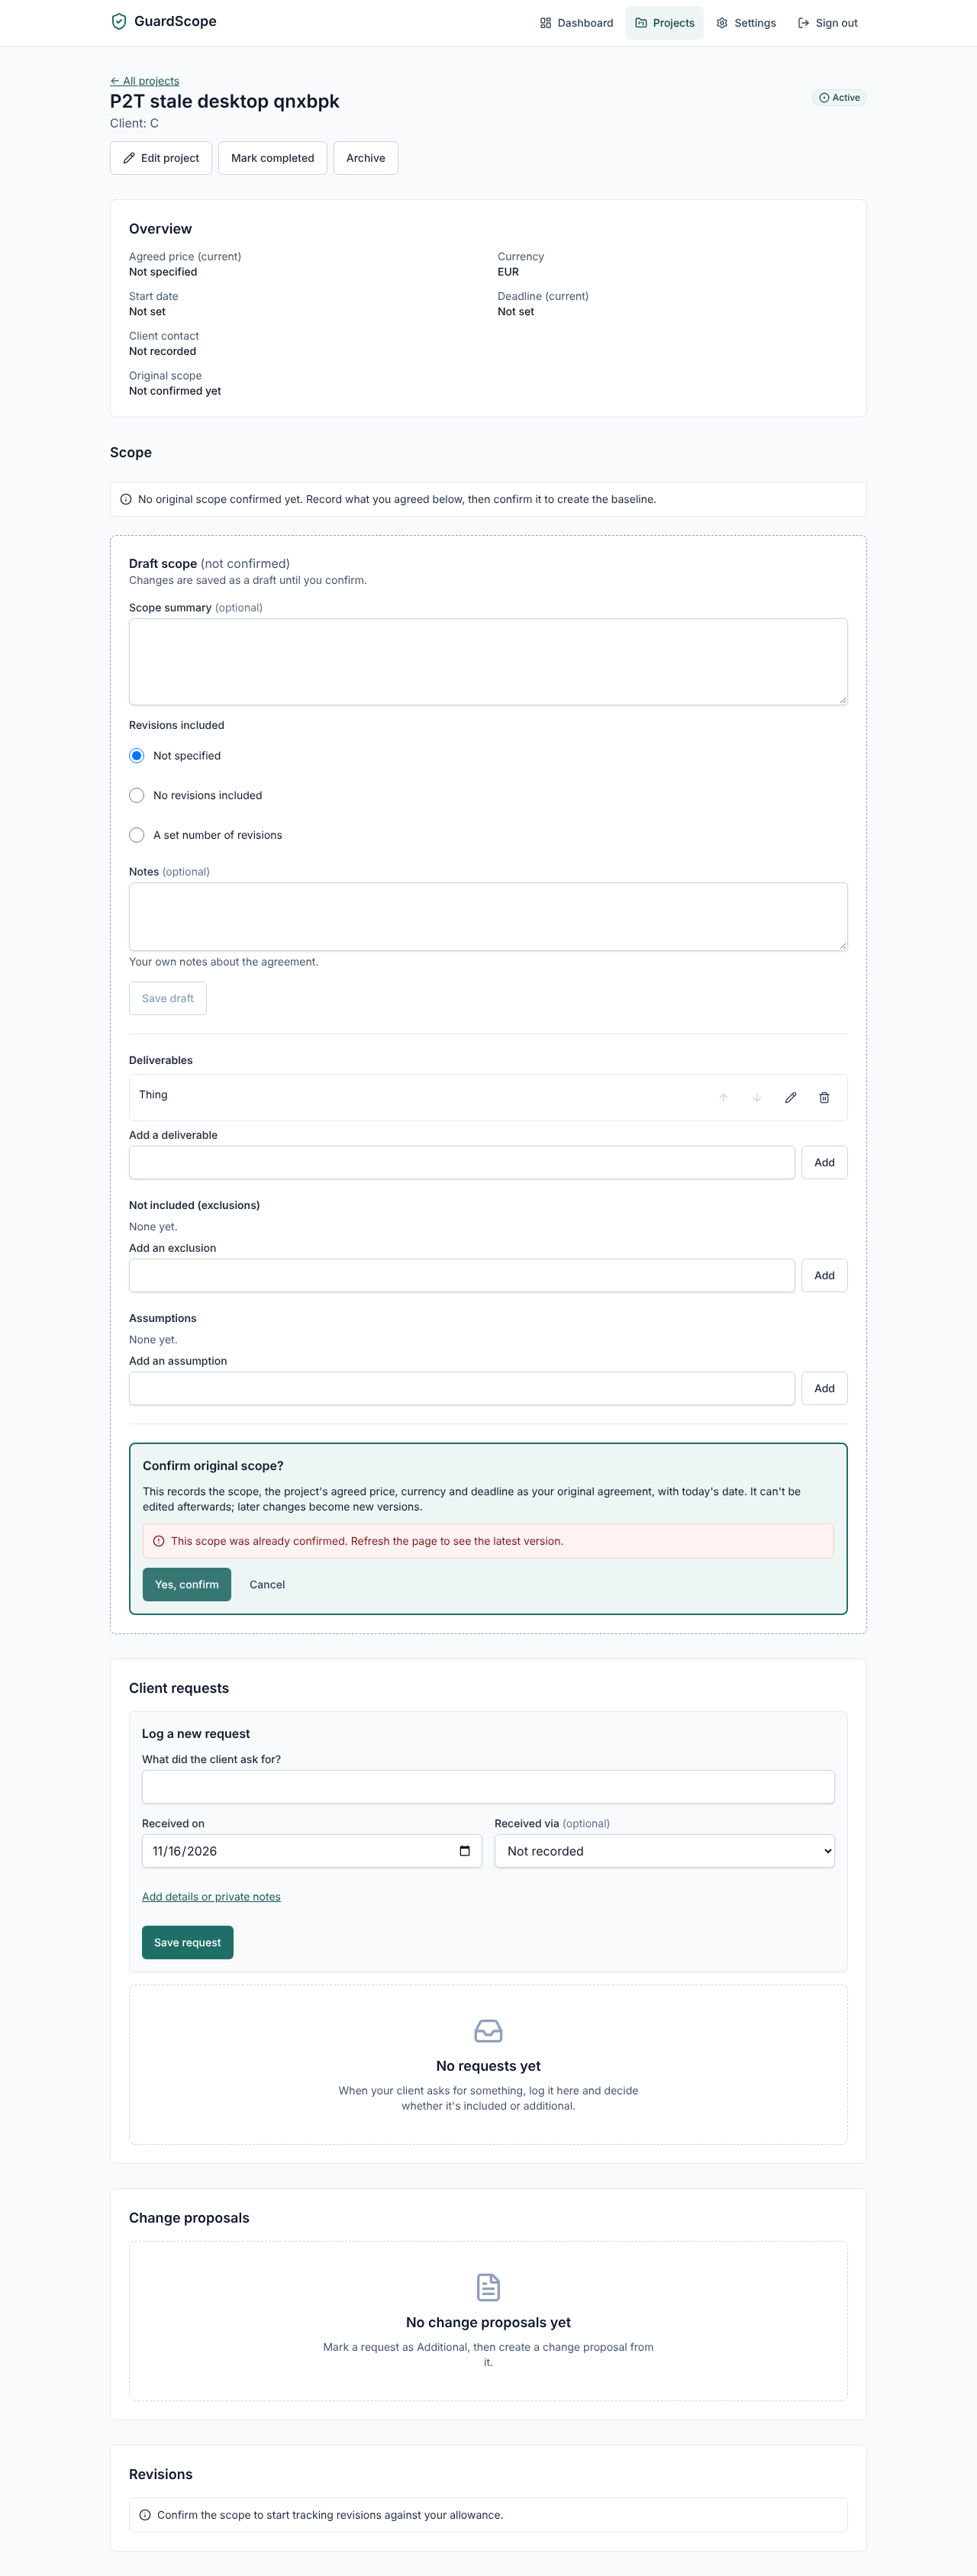 GuardScope
Dashboard
Projects
Settings
Sign out
← All projects
P2T stale desktop qnxbpk
Active
Client: C
Edit project
Mark completed
Archive
Overview
Agreed price (current)
Not specified
Currency
EUR
Start date
Not set
Deadline (current)
Not set
Client contact
Not recorded
Original scope
Not confirmed yet
Scope
No original scope confirmed yet. Record what you agreed below, then confirm it to create the baseline.
Draft scope (not confirmed)
Changes are saved as a draft until you confirm.
Scope summary (optional)
Revisions included
Not specified
No revisions included
A set number of revisions
Notes (optional)
Your own notes about the agreement.
Save draft
Deliverables
Thing
Add a deliverable
Add
Not included (exclusions)
None yet.
Add an exclusion
Add
Assumptions
None yet.
Add an assumption
Add
Confirm original scope?
This records the scope, the project's agreed price, currency and deadline as your original agreement, with today's date. It can't be
edited afterwards; later changes become new versions.
This scope was already confirmed. Refresh the page to see the latest version.
Yes, confirm
Cancel
Client requests
Log a new request
What did the client ask for?
Received on
Received via (optional)
11/16/2026
Not recorded
Add details or private notes
Save request
No requests yet
When your client asks for something, log it here and decide
whether it's included or additional.
Change proposals
No change proposals yet
Mark a request as Additional, then create a change proposal from
it.
Revisions
Confirm the scope to start tracking revisions against your allowance.